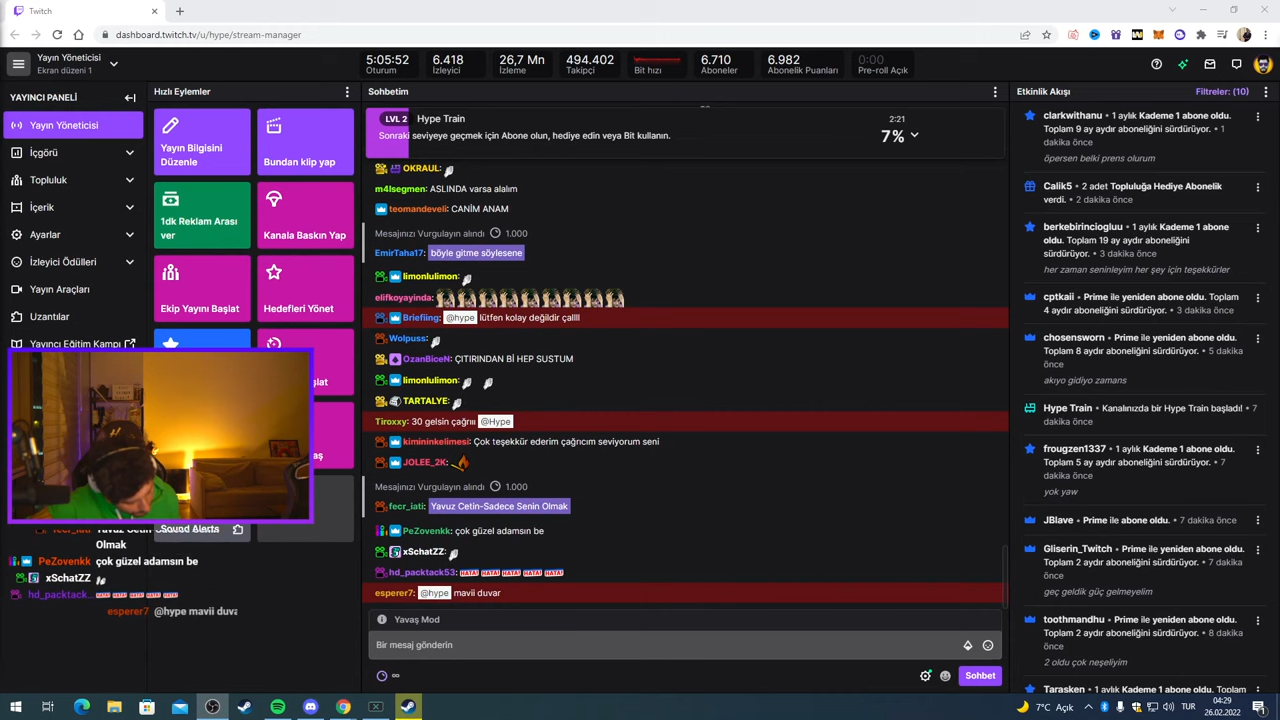 Twitch
dashboard.twitch.tv/u/hype/stream-manager
Yayın Yöneticisi
Ekran düzeni 1
5:05:52
Oturum
6.418
İzleyici
26,7 Mn
İzleme
494.402
Takipçi
Bit hızı
6.710
Aboneler
6.982
Abonelik Puanları
0:00
Pre-roll Açık
YAYINCI PANELİ
Yayın Yöneticisi
İçgörü
Topluluk
İçerik
Ayarlar
İzleyici Ödülleri
Yayın Araçları
Uzantılar
Yayıncı Eğitim Kampı
Hızlı Eylemler
Yayın Bilgisini
Düzenle
Bundan klip yap
1dk Reklam Arası
ver
Kanala Baskın Yap
Ekip Yayını Başlat
Hedefleri Yönet
Sound Alerts
Olmak
PeZovenkk çok güzel adamsın be
xSchatZZ
hd_packtack... HATA! HATA! HATA! HATA! HATA!
esperer7 @hype mavii duva
Sohbetim
LVL 2 Hype Train
Sonraki seviyeye geçmek için Abone olun, hediye edin veya Bit kullanın.
2:21
7%
OKRAUL:
m4lsegmen: ASLINDA varsa alalım
teomandeveli: CANİM ANAM
Mesajınızı Vurgulayın alındı 1.000
EmirTaha17: böyle gitme söylesene
limonlulimon:
elifkoyayinda:
Briefiing: @hype lütfen kolay değildir çallll
Wolpuss:
OzanBiceN: ÇITIRINDAN Bİ HEP SUSTUM
limonlulimon:
TARTALYE:
Tiroxxy: 30 gelsin çağrııı @Hype
kimininkelimesi: Çok teşekkür ederim çağrıcım seviyorum seni
JOLEE_2K:
Mesajınızı Vurgulayın alındı 1.000
fecr_iati: Yavuz Cetin-Sadece Senin Olmak
PeZovenkk: çok güzel adamsın be
xSchatZZ:
hd_packtack53: HATA! HATA! HATA! HATA! HATA!
esperer7: @hype mavii duvar
Yavaş Mod
Bir mesaj gönderin
Sohbet
Etkinlik Akışı
Filtreler: (10)
clarkwithanu • 1 aylık Kademe 1 abone oldu.
Toplam 9 ay aydır aboneliğini sürdürüyor. • 1
dakika önce
öpersen belki prens olurum
Calik5 • 2 adet Topluluğa Hediye Abonelik
verdi. • 2 dakika önce
berkebirinciogluu • 1 aylık Kademe 1 abone
oldu. Toplam 19 ay aydır aboneliğini
sürdürüyor. • 3 dakika önce
her zaman seninleyim her şey için teşekkürler
cptkaii • Prime ile yeniden abone oldu. Toplam
4 aydır aboneliğini sürdürüyor. • 3 dakika önce
chosensworn • Prime ile yeniden abone oldu.
Toplam 8 aydır aboneliğini sürdürüyor. • 5 dakika
önce
akıyo gidiyo zamans
Hype Train • Kanalınızda bir Hype Train başladı! • 7
dakika önce
frougzen1337 • 1 aylık Kademe 1 abone oldu.
Toplam 5 ay aydır aboneliğini sürdürüyor. • 7
dakika önce
yok yaw
JBlave • Prime ile abone oldu. • 7 dakika önce
Gliserin_Twitch • Prime ile yeniden abone oldu.
Toplam 2 aydır aboneliğini sürdürüyor. • 7 dakika
önce
geç geldik güç gelmeyelim
toothmandhu • Prime ile yeniden abone oldu.
Toplam 2 aydır aboneliğini sürdürüyor. • 8 dakika
önce
2 oldu çok neşeliyim
Tarasken • 1 aylık Kademe 1 abone oldu.
7°C Açık
TUR
04:29
26.02.2022